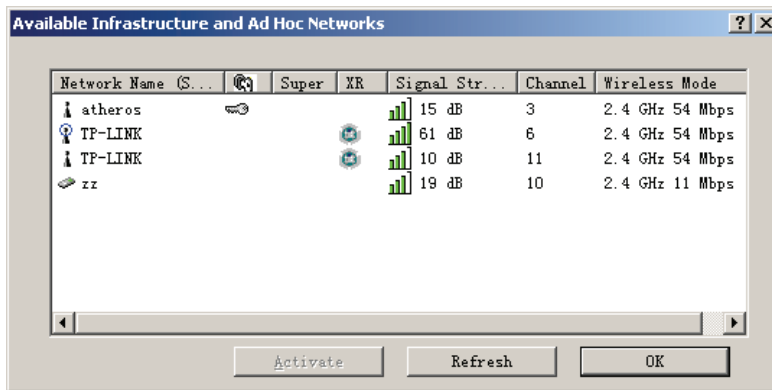 Available Infrastructure and Ad Hoc Networks
Network Name (S... Super XR Signal Str... Channel Wireless Mode
atheros 15 dB 3 2.4 GHz 54 Mbps
TP-LINK 61 dB 6 2.4 GHz 54 Mbps
TP-LINK 10 dB 11 2.4 GHz 54 Mbps
zz 19 dB 10 2.4 GHz 11 Mbps
Activate Refresh OK